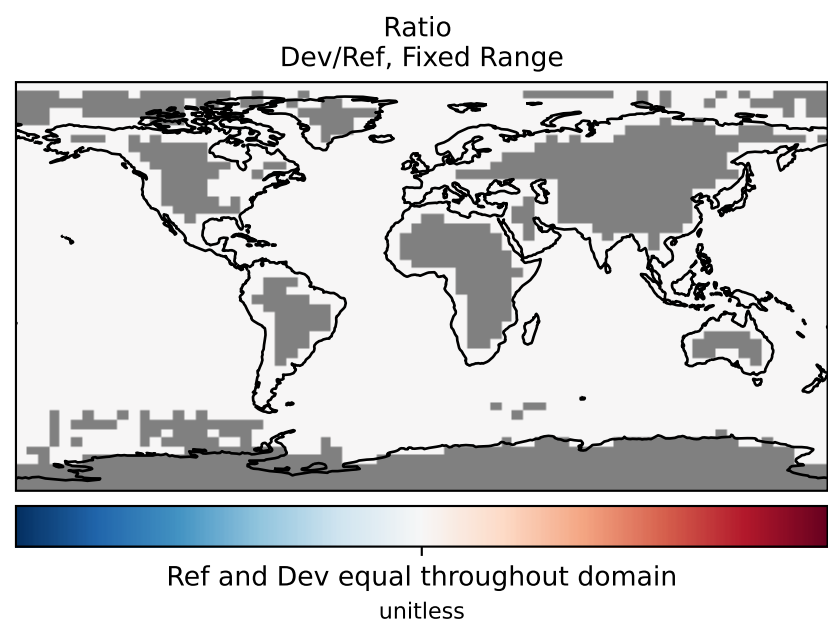 Ratio
Dev/Ref, Fixed Range
Ref and Dev equal throughout domain
unitless